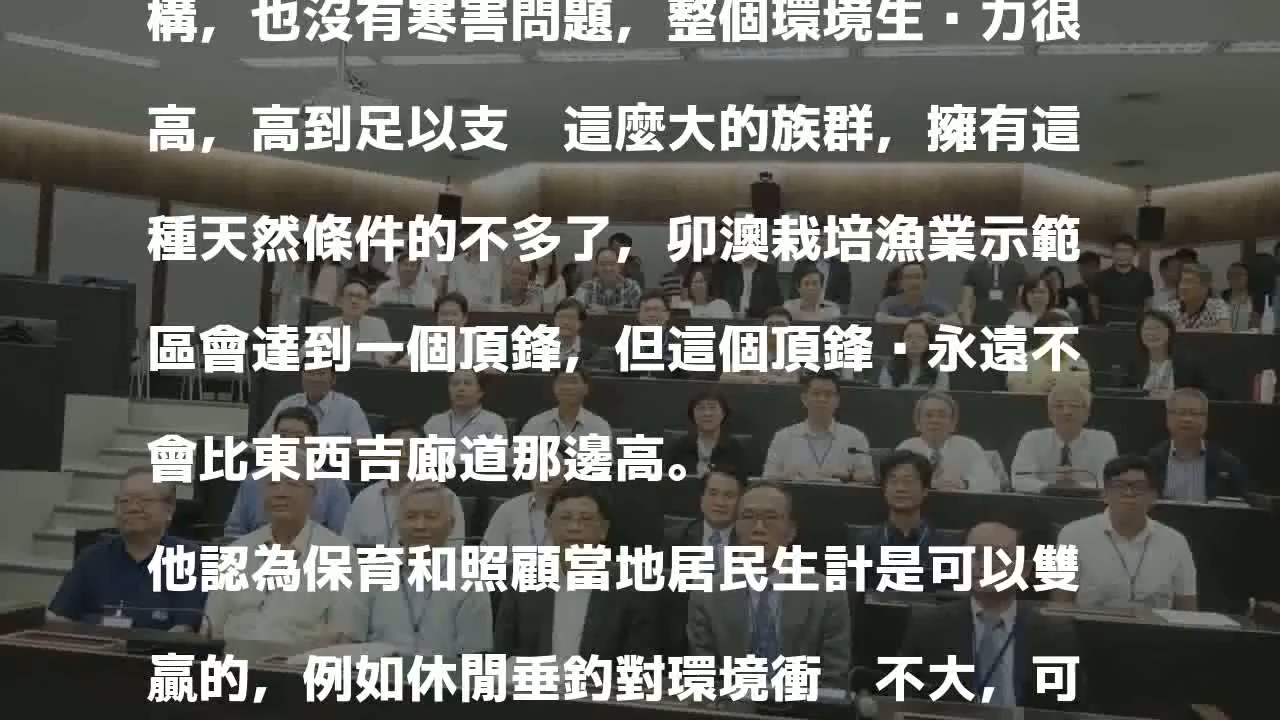 構，也沒有寒害問題，整個環境生·力很
高，高到足以支　這麼大的族群，擁有這
種天然條件的不多了，卯澳栽培漁業示範
區會達到一個頂鋒，但這個頂鋒·永遠不
會比東西吉廊道那邊高。
他認為保育和照顧當地居民生計是可以雙
贏的，例如休閒垂釣對環境衝　不大，可